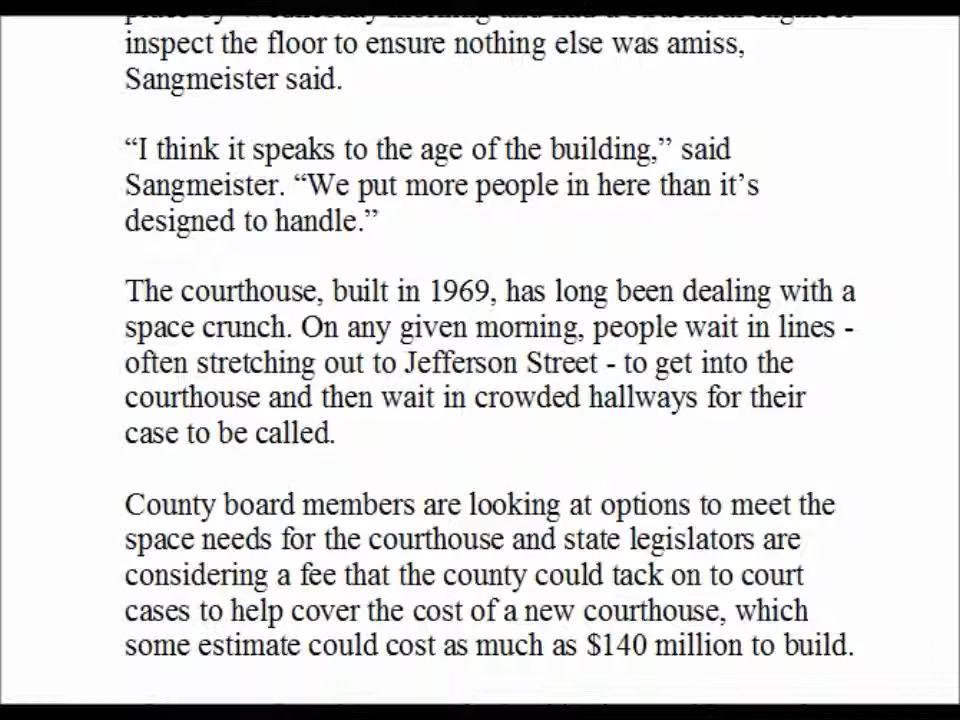 inspect the floor to ensure nothing else was amiss,
Sangmeister said.
“I think it speaks to the age of the building,” said
Sangmeister. “We put more people in here than it’s
designed to handle.”
The courthouse, built in 1969, has long been dealing with a
space crunch. On any given morning, people wait in lines -
often stretching out to Jefferson Street - to get into the
courthouse and then wait in crowded hallways for their
case to be called.
County board members are looking at options to meet the
space needs for the courthouse and state legislators are
considering a fee that the county could tack on to court
cases to help cover the cost of a new courthouse, which
some estimate could cost as much as $140 million to build.